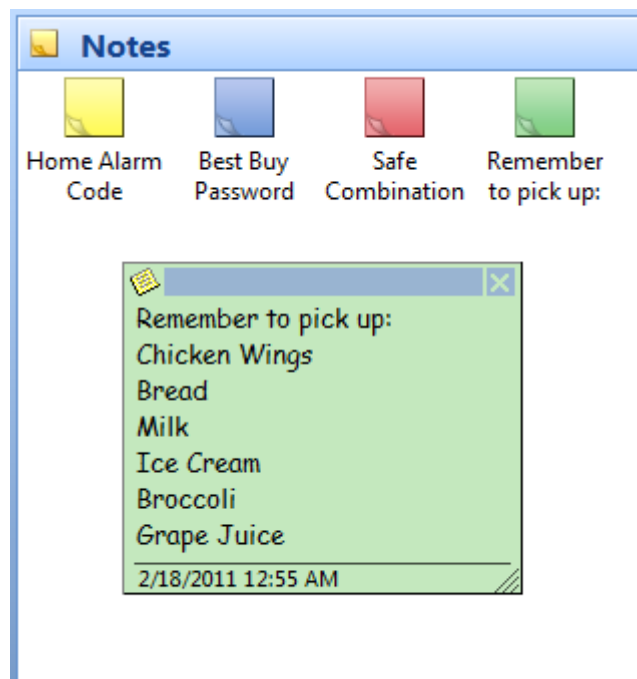 Notes
Home Alarm Code
Best Buy Password
Safe Combination
Remember to pick up:
Remember to pick up:
Chicken Wings
Bread
Milk
Ice Cream
Broccoli
Grape Juice
2/18/2011 12:55 AM